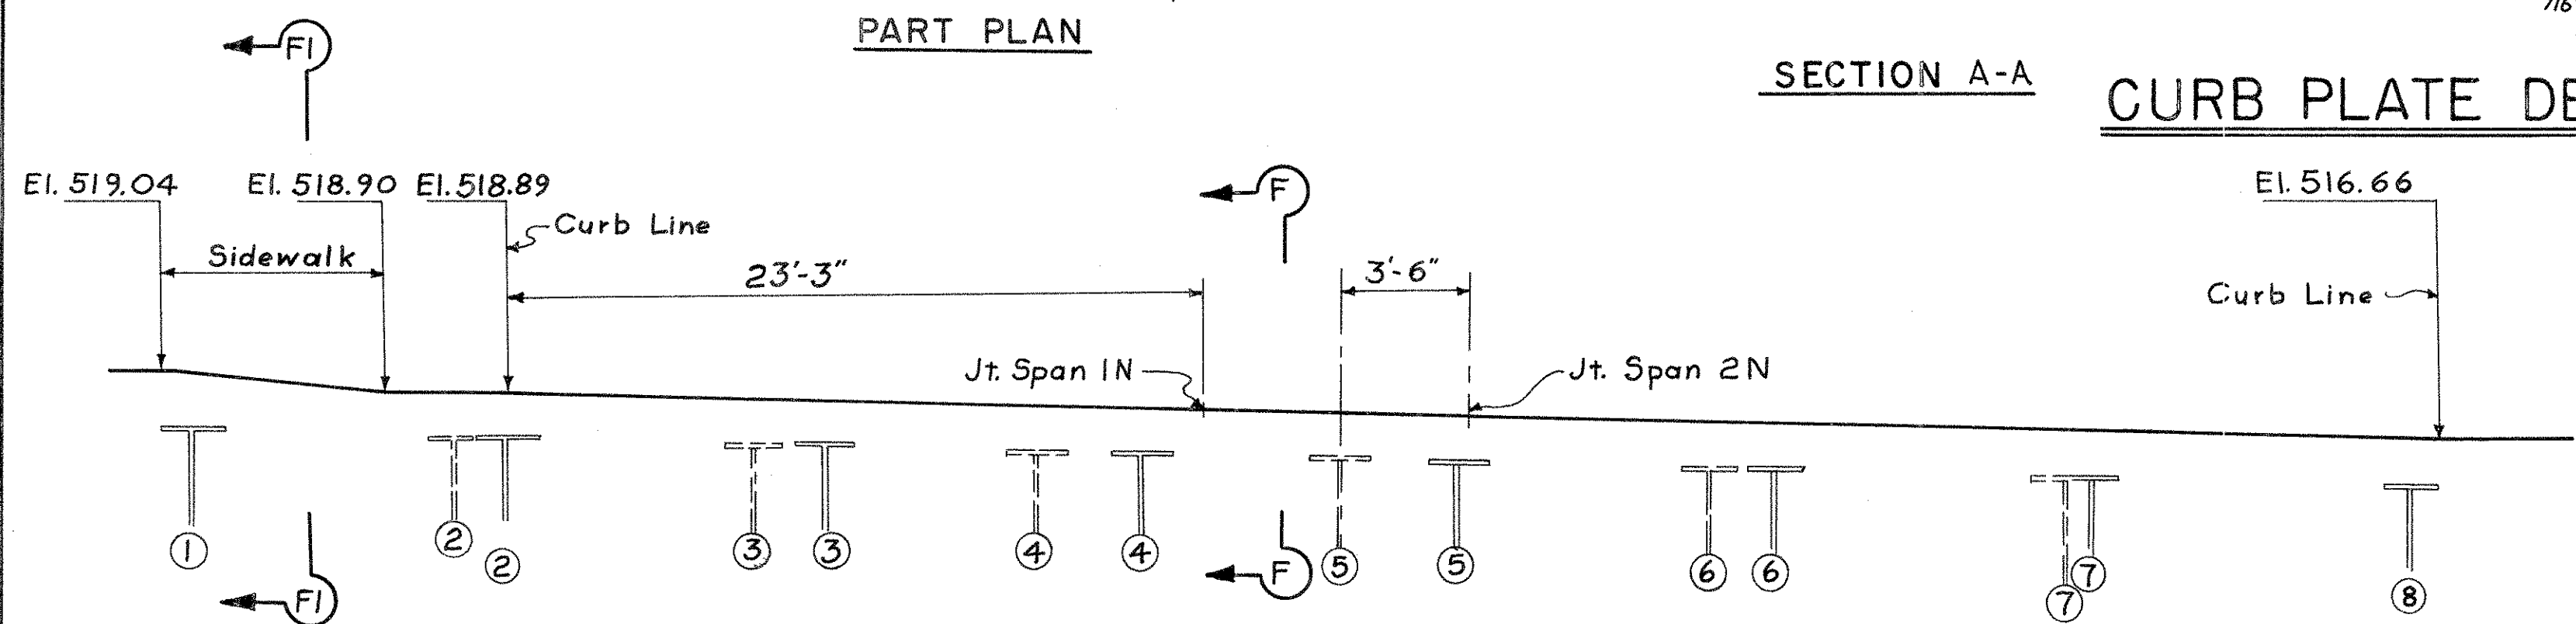 PART PLAN
SECTION A-A
CURB PLATE DE
F1
El. 519.04
El. 518.90
El. 518.89
F
El. 516.66
Curb Line
Sidewalk
23'-3"
3'-6"
Curb Line
Jt. Span 1N
Jt. Span 2N
1
2
2
3
3
4
4
F
5
5
6
6
7
7
8
F1